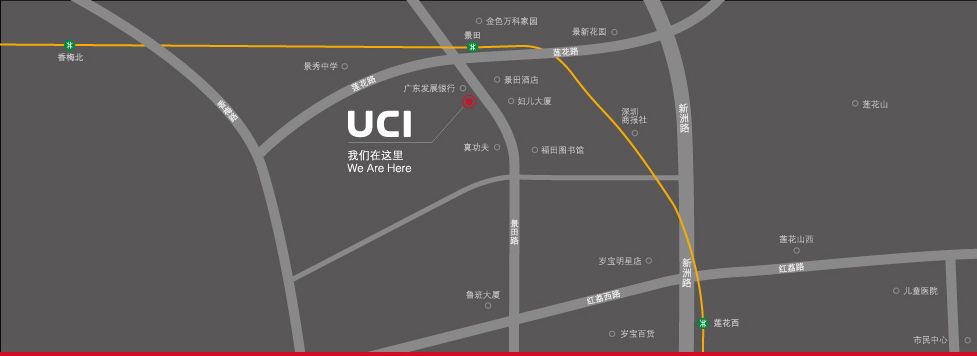 金色万科家园
景新花园
景田
莲花路
香梅北
景秀中学
景田酒店
莲花路
广东发展银行
如儿大厦
莲花山
深圳
商报社
新洲路
UCI
我们在这里
We Are Here
真功夫
福田图书馆
景田路
莲花山西
岁宝明星店
新洲路
红荔路
鲁班大厦
红荔西路
儿童医院
莲花西
岁宝百货
市民中心